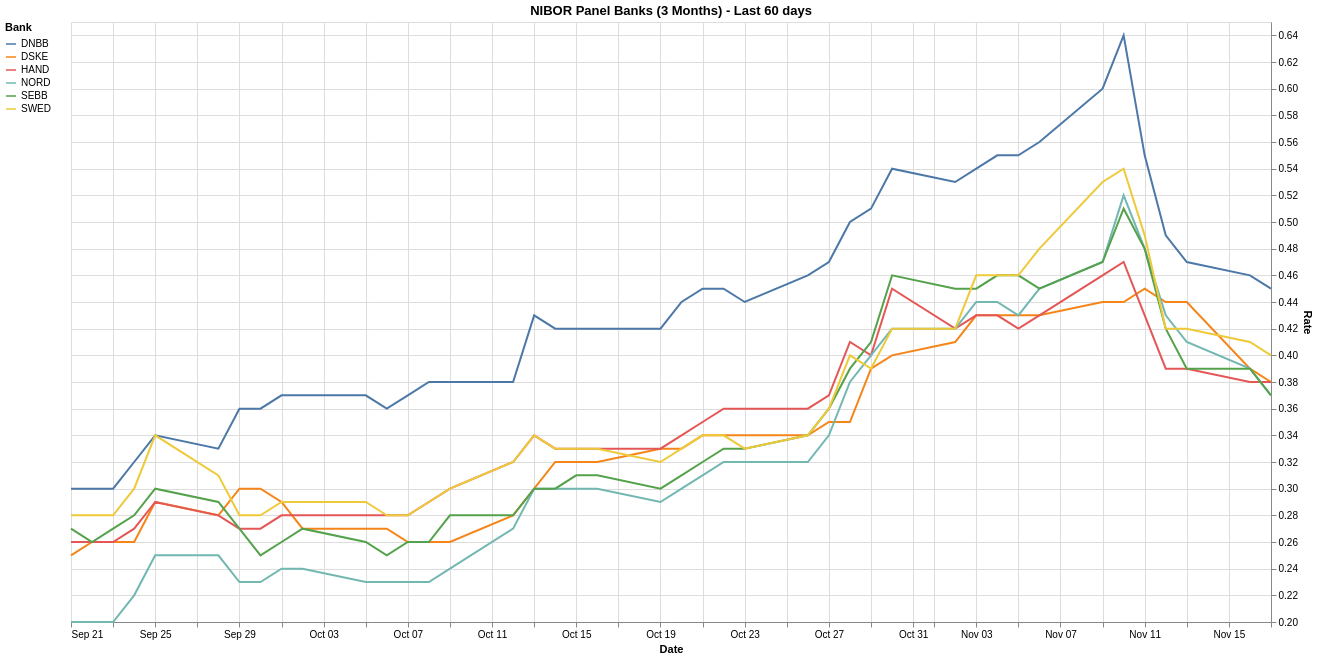 NIBOR Panel Banks (3 Months) - Last 60 days
Bank
DNBB
DSKE
HAND
NORD
SEBB
SWED
0.64
0.62
0.60
0.58
0.56
0.54
0.52
0.50
0.48
0.46
0.44
0.42
0.40
0.38
0.36
0.34
0.32
0.30
0.28
0.26
0.24
0.22
0.20
Rate
Sep 21 Sep 25 Sep 29 Oct 03 Oct 07 Oct 11 Oct 15 Oct 19 Oct 23 Oct 27 Oct 31 Nov 03 Nov 07 Nov 11 Nov 15
Date